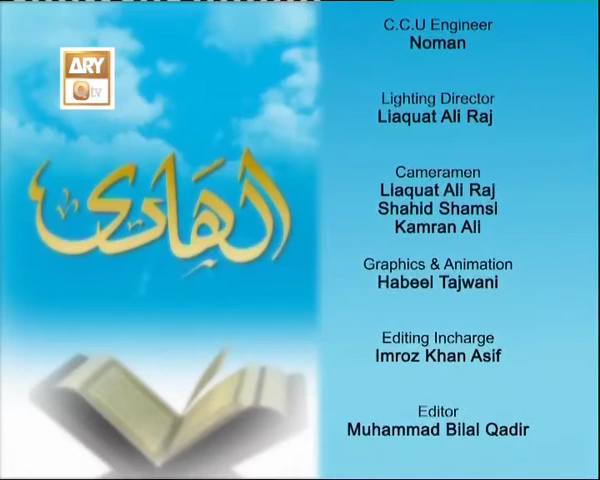 ARY
Qtv
الهادی
C.C.U Engineer
Noman
Lighting Director
Liaquat Ali Raj
Cameramen
Liaquat Ali Raj
Shahid Shamsi
Kamran Ali
Graphics & Animation
Habeel Tajwani
Editing Incharge
Imroz Khan Asif
Editor
Muhammad Bilal Qadir